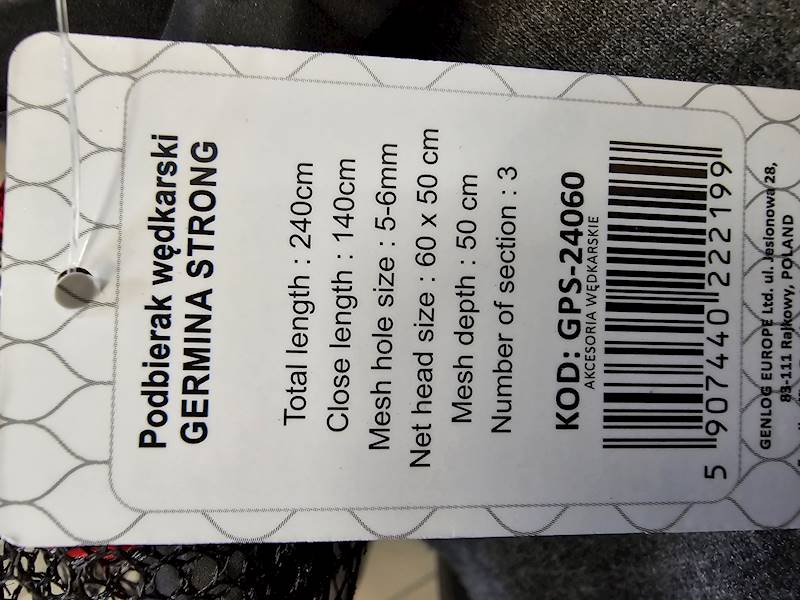 Podbierak wędkarski
GERMINA STRONG
Total length : 240cm
Close length : 140cm
Mesh hole size : 5-6mm
Net head size : 60 x 50 cm
Mesh depth : 50 cm
Number of section : 3
KOD: GPS-24060
AKCESORIA WĘDKARSKIE
5 907440 222199
GENLOG EUROPE Ltd. ul. Jesionowa 28,
83-111 Rajkowy, POLAND